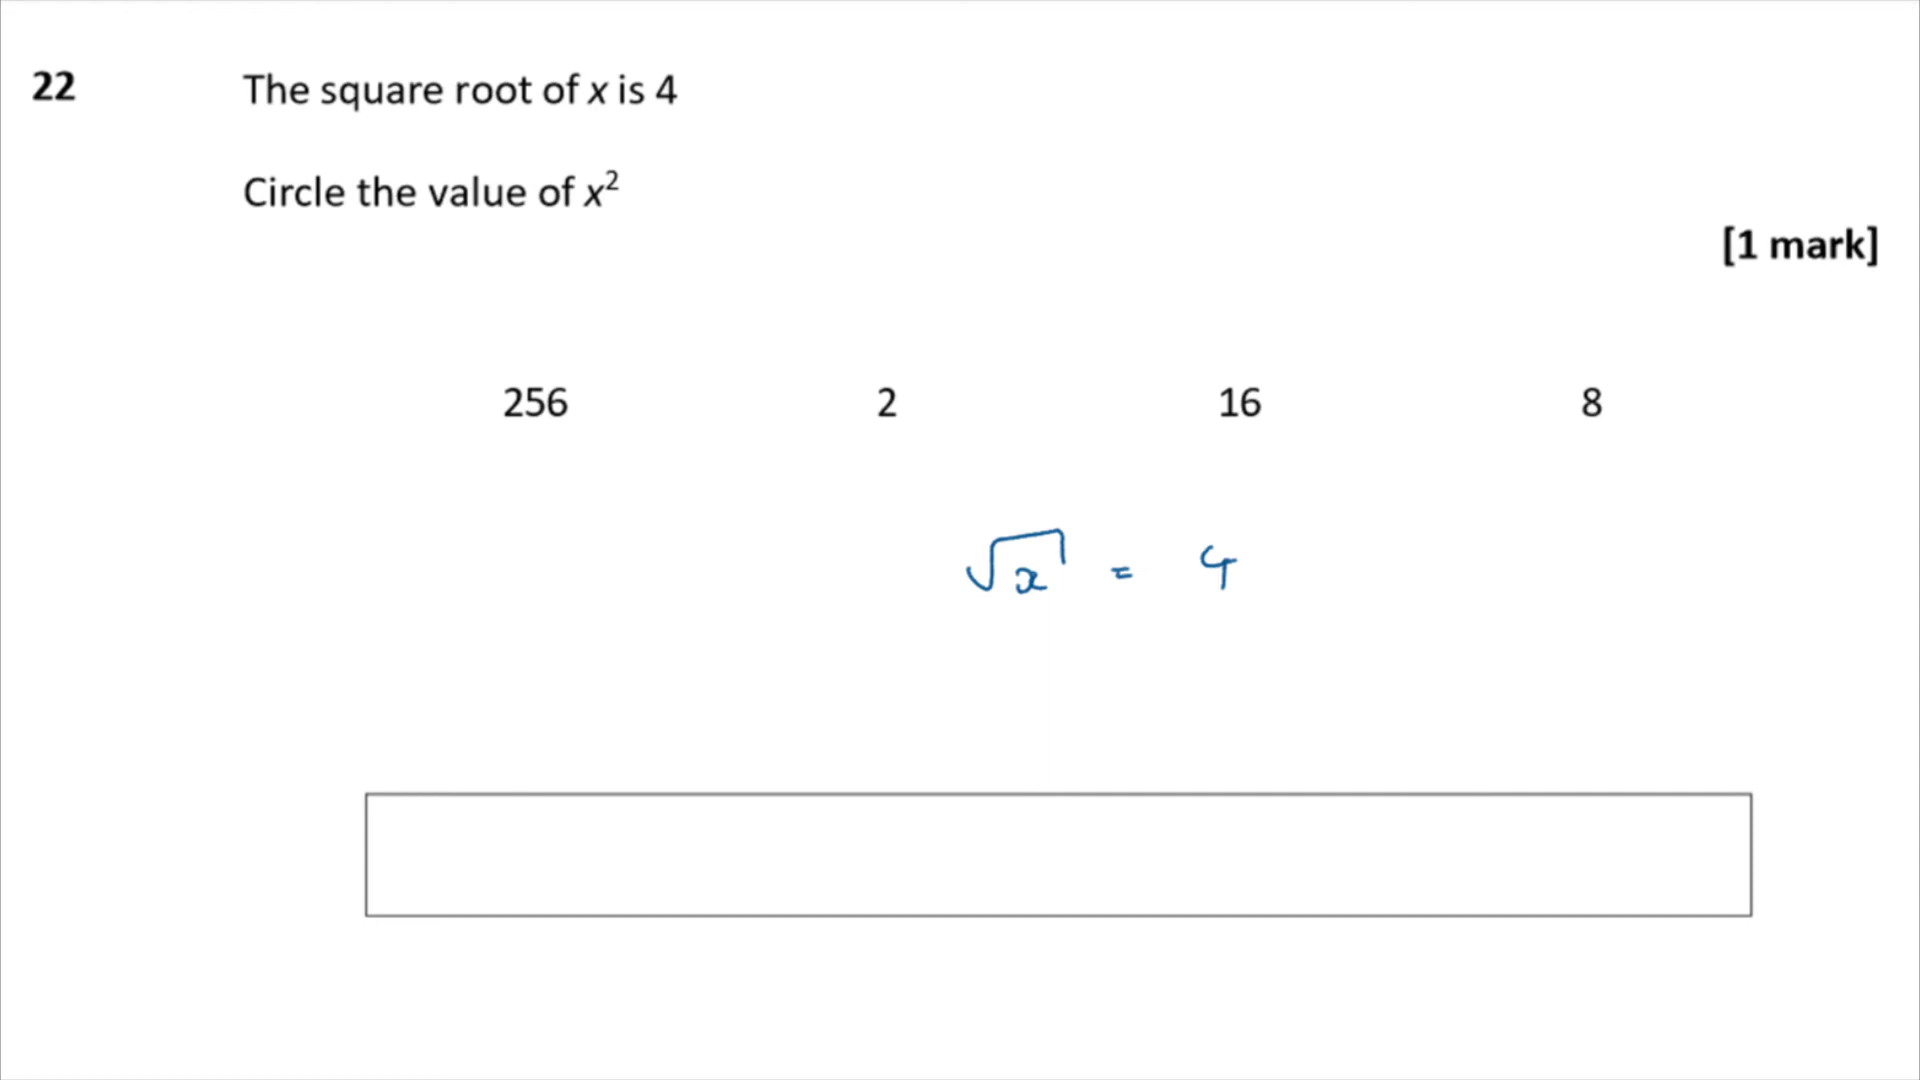 22 The square root of x is 4
Circle the value of x²
[1 mark]
256 2 16 8
√x = 4